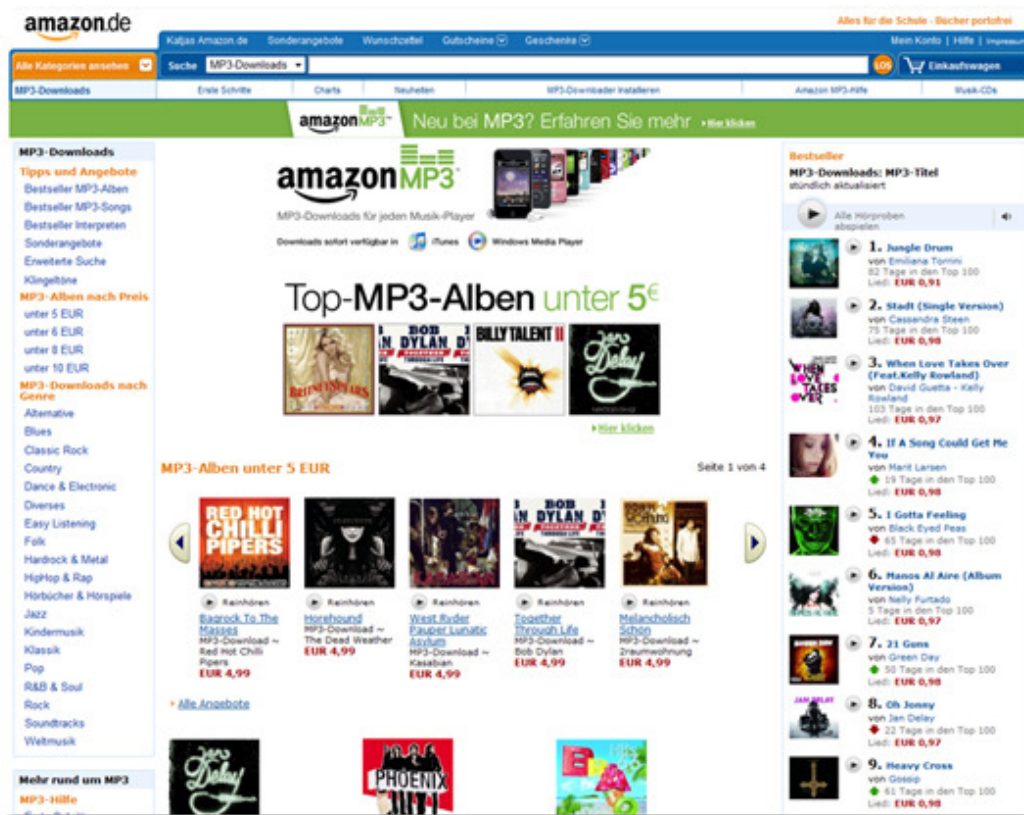 amazon.de
Alles für die Schule - Bücher portofrei
Katjas Amazon.de Sonderangebote Wunschzettel Gutscheine Geschenke Mein Konto | Hilfe | Impressum
Alle Kategorien ansehen Suche MP3-Downloads LOS Einkaufswagen
MP3-Downloads Erste Schritte Charts Neuheiten MP3-Downloader installieren Amazon MP3-Hilfe Musik-CDs
amazonMP3 Neu bei MP3? Erfahren Sie mehr Hier klicken
MP3-Downloads
Tipps und Angebote
Bestseller MP3-Alben
Bestseller MP3-Songs
Bestseller Interpreten
Sonderangebote
Erweiterte Suche
Klingeltöne
MP3-Alben nach Preis
unter 5 EUR
unter 6 EUR
unter 8 EUR
unter 10 EUR
MP3-Downloads nach
Genre
Alternative
Blues
Classic Rock
Country
Dance & Electronic
Diverses
Easy Listening
Folk
Hardrock & Metal
HipHop & Rap
Hörbücher & Hörspiele
Jazz
Kindermusik
Klassik
Pop
R&B & Soul
Rock
Soundtracks
Weltmusik
Mehr rund um MP3
MP3-Hilfe
amazonMP3
MP3-Downloads für jeden Musik-Player
Downloads sofort verfügbar in iTunes Windows Media Player
Top-MP3-Alben unter 5€
BRITNEY SPEARS
BOB DYLAN
TOGETHER
THROUGH LIFE
BILLY TALENT II
Jan Delay
Hier klicken
MP3-Alben unter 5 EUR Seite 1 von 4
RED HOT
CHILLI
PIPERS
KASABIAN
BOB
DYLAN
TOGETHER
THROUGH LIFE
Reinhören Reinhören Reinhören Reinhören Reinhören
Bagrock To The
Masses
MP3-Download ~
Red Hot Chilli
Pipers
EUR 4,99
Horehound
MP3-Download ~
The Dead Weather
EUR 4,99
West Ryder
Pauper Lunatic
Asylum
MP3-Download ~
Kasabian
EUR 4,99
Together
Through Life
MP3-Download ~
Bob Dylan
EUR 4,99
Melancholisch
Schön
MP3-Download ~
2raumwohnung
EUR 4,99
Alle Angebote
Jan
Delay
PHOENIX
Bestseller
MP3-Downloads: MP3-Titel
stündlich aktualisiert
Alle Hörproben
abspielen
1. Jungle Drum
von Emiliana Torrini
82 Tage in den Top 100
Lied: EUR 0,91
2. Stadt (Single Version)
von Cassandra Steen
75 Tage in den Top 100
Lied: EUR 0,98
WHEN
LOVE
TAKES
OVER
3. When Love Takes Over
(Feat.Kelly Rowland)
von David Guetta - Kelly
Rowland
103 Tage in den Top 100
Lied: EUR 0,97
4. If A Song Could Get Me
You
von Marit Larsen
19 Tage in den Top 100
Lied: EUR 0,98
5. I Gotta Feeling
von Black Eyed Peas
65 Tage in den Top 100
Lied: EUR 0,98
6. Manos Al Aire (Album
Version)
von Nelly Furtado
5 Tage in den Top 100
Lied: EUR 0,97
7. 21 Guns
von Green Day
50 Tage in den Top 100
Lied: EUR 0,98
JAN DELAY
8. Oh Jonny
von Jan Delay
22 Tage in den Top 100
Lied: EUR 0,97
9. Heavy Cross
von Gossip
61 Tage in den Top 100
Lied: EUR 0,98